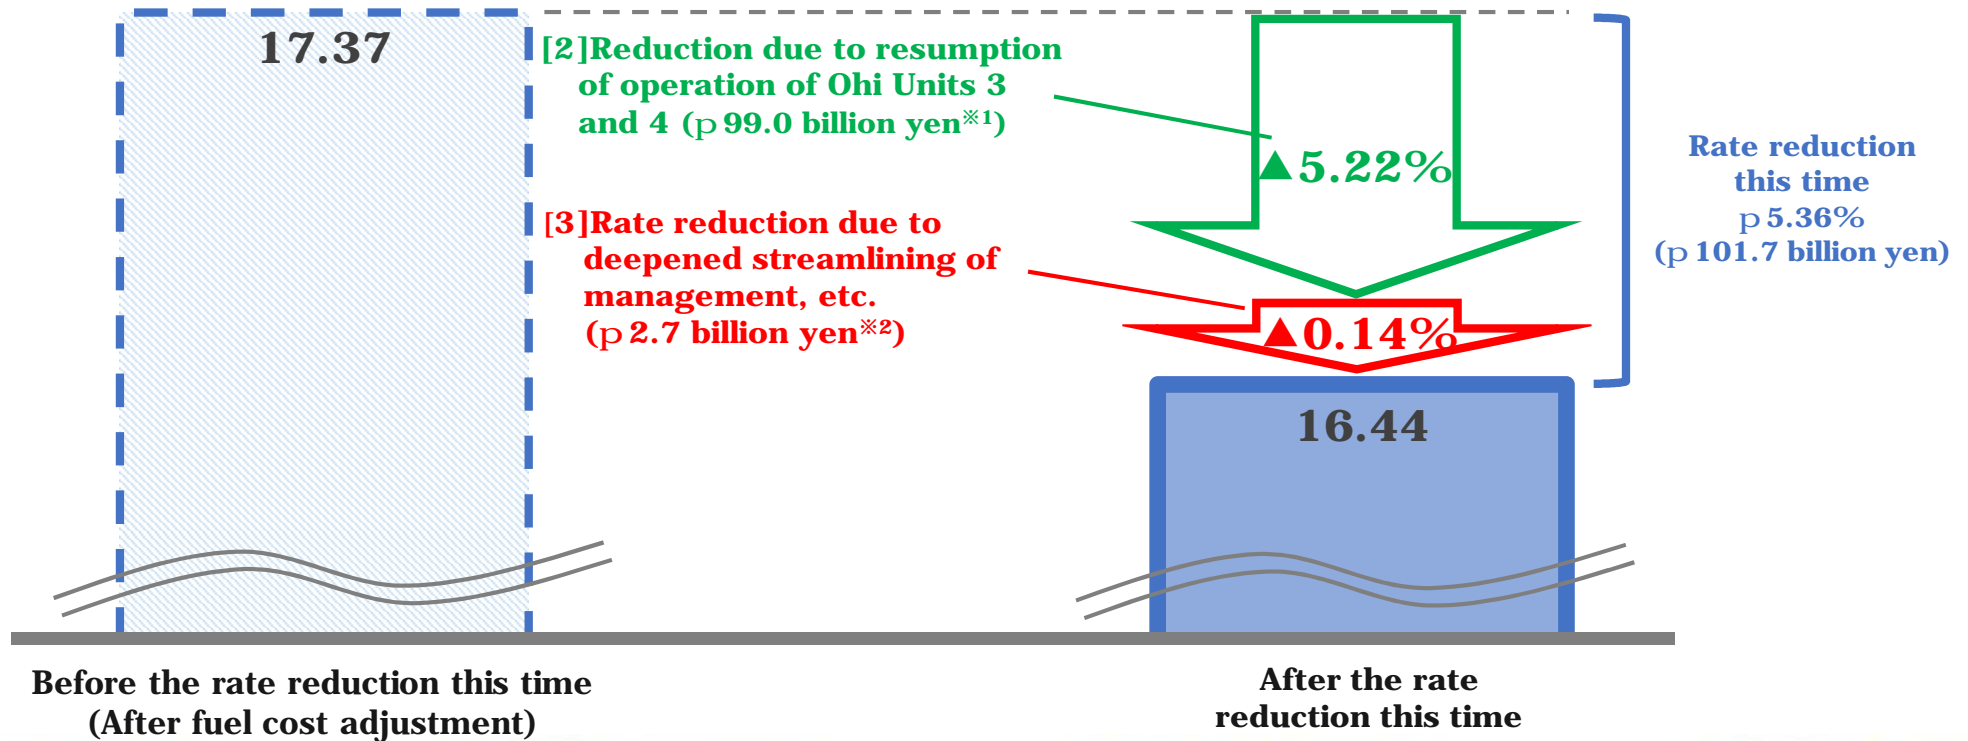 17.37
[2]Reduction due to resumption
of operation of Ohi Units 3
and 4 (p 99.0 billion yen※1)
▲5.22%
[3]Rate reduction due to
deepened streamlining of
management, etc.
(p 2.7 billion yen※2)
▲0.14%
Rate reduction
this time
p 5.36%
(p 101.7 billion yen)
16.44
Before the rate reduction this time
(After fuel cost adjustment)
After the rate
reduction this time